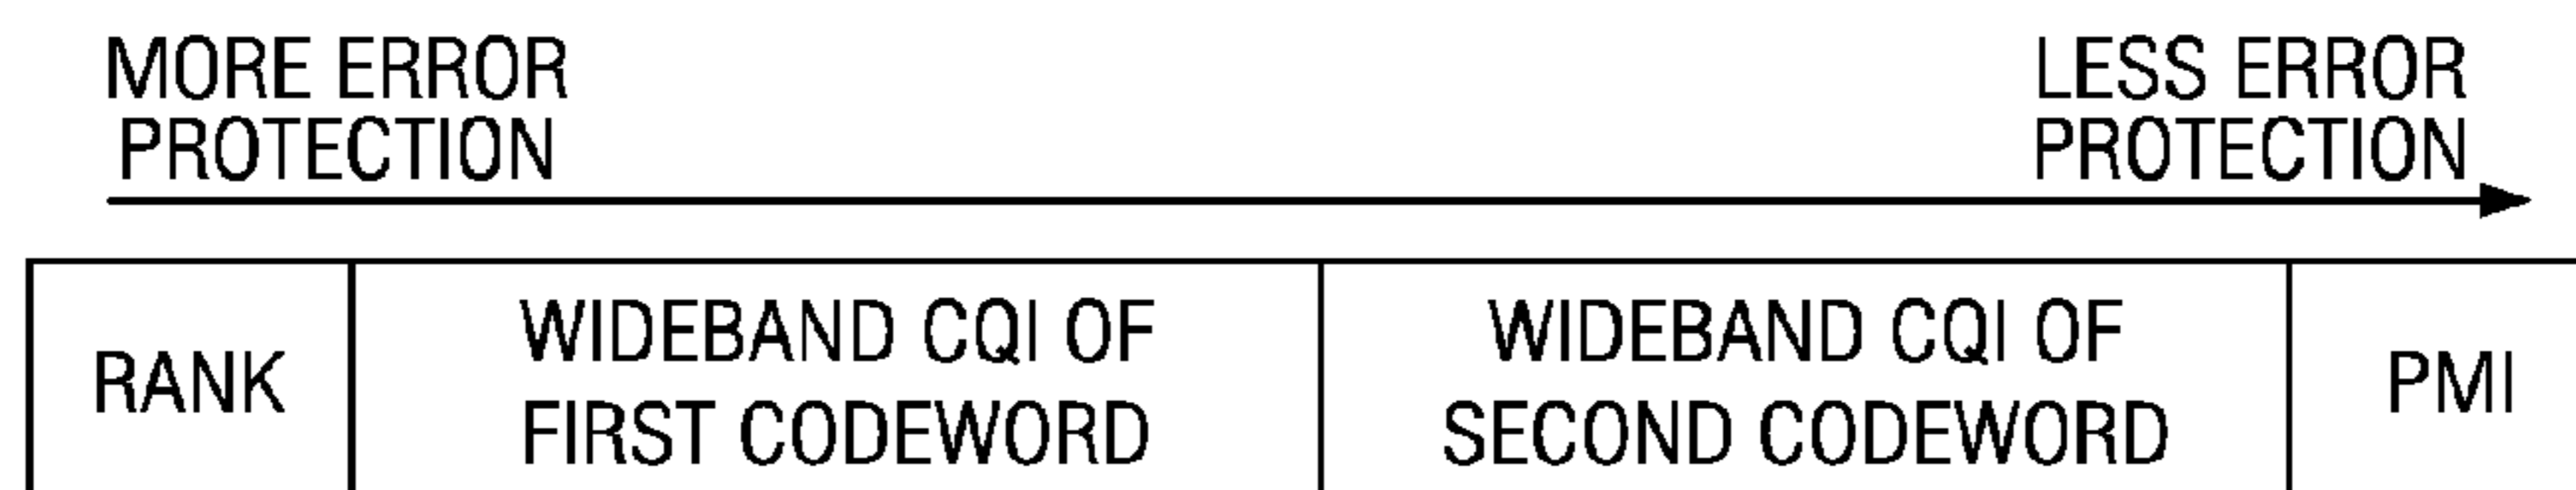 MORE ERROR
PROTECTION
LESS ERROR
PROTECTION
RANK
WIDEBAND CQI OF
FIRST CODEWORD
WIDEBAND CQI OF
SECOND CODEWORD
PMI